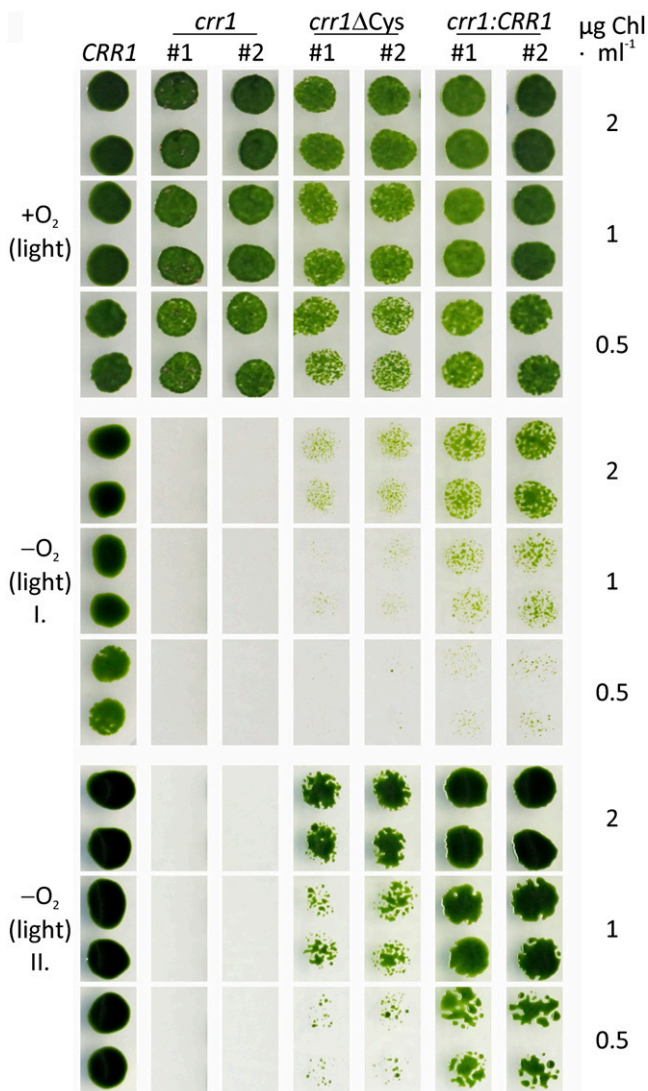 crr1 crr1ΔCys crr1:CRR1 µg Chl
CRR1 #1 #2 #1 #2 #1 #2 · ml⁻¹
2
+O₂
(light)
1
0.5
2
−O₂
(light)
I.
1
0.5
2
−O₂
(light)
II.
1
0.5